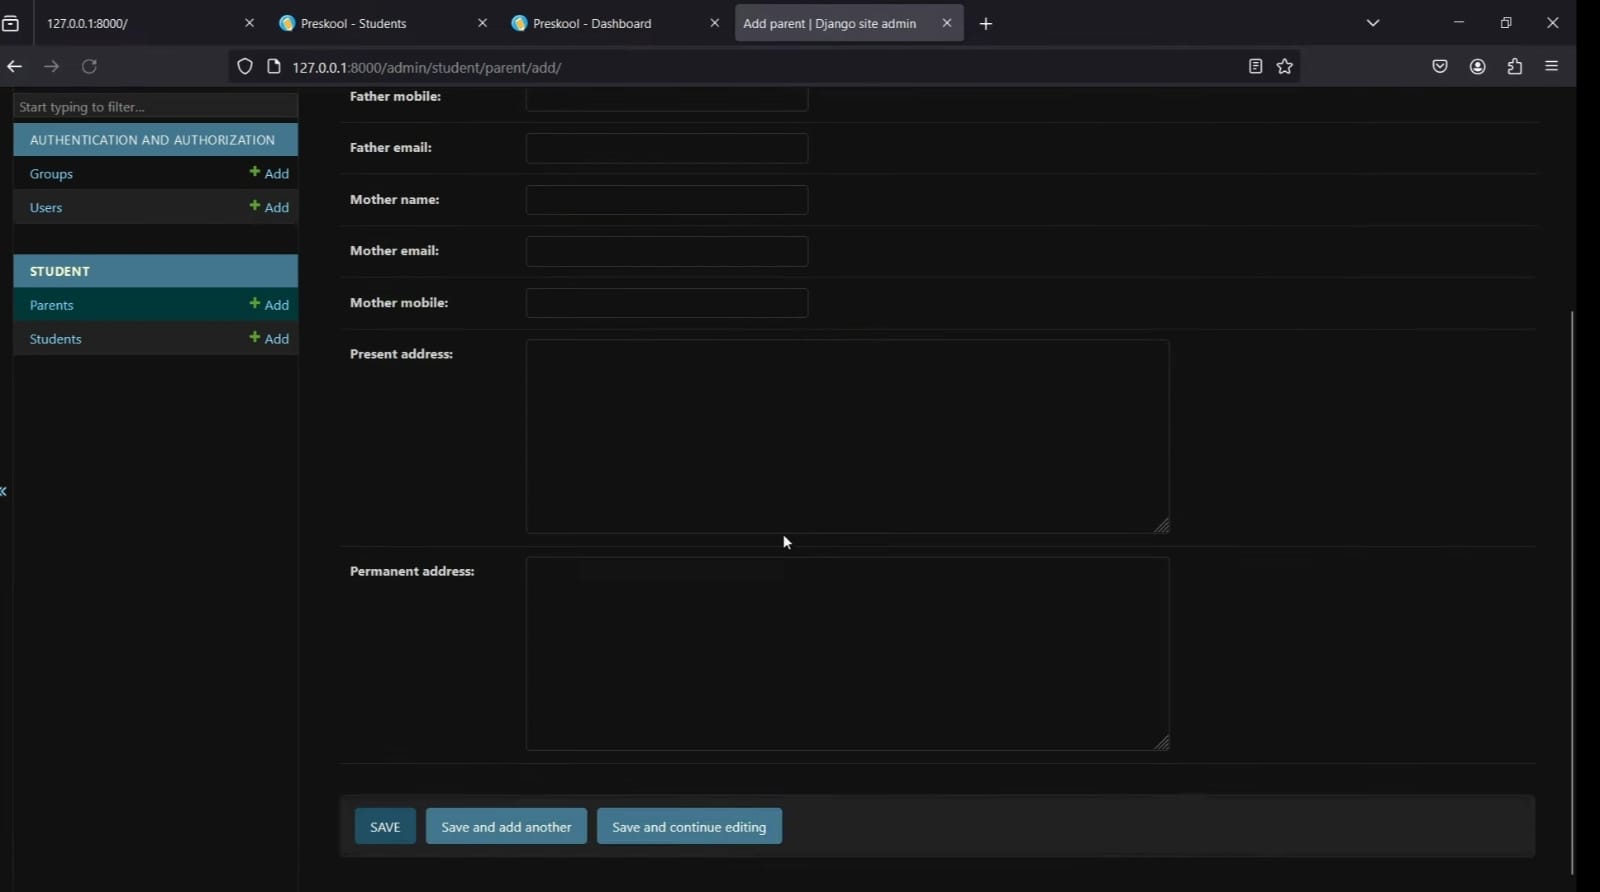 127.0.0.1:8000/
Preskool - Students
Preskool - Dashboard
Add parent | Django site admin
127.0.0.1:8000/admin/student/parent/add/
Start typing to filter...
AUTHENTICATION AND AUTHORIZATION
Groups + Add
Users + Add
STUDENT
Parents + Add
Students + Add
«
Father mobile:
Father email:
Mother name:
Mother email:
Mother mobile:
Present address:
Permanent address:
SAVE
Save and add another
Save and continue editing